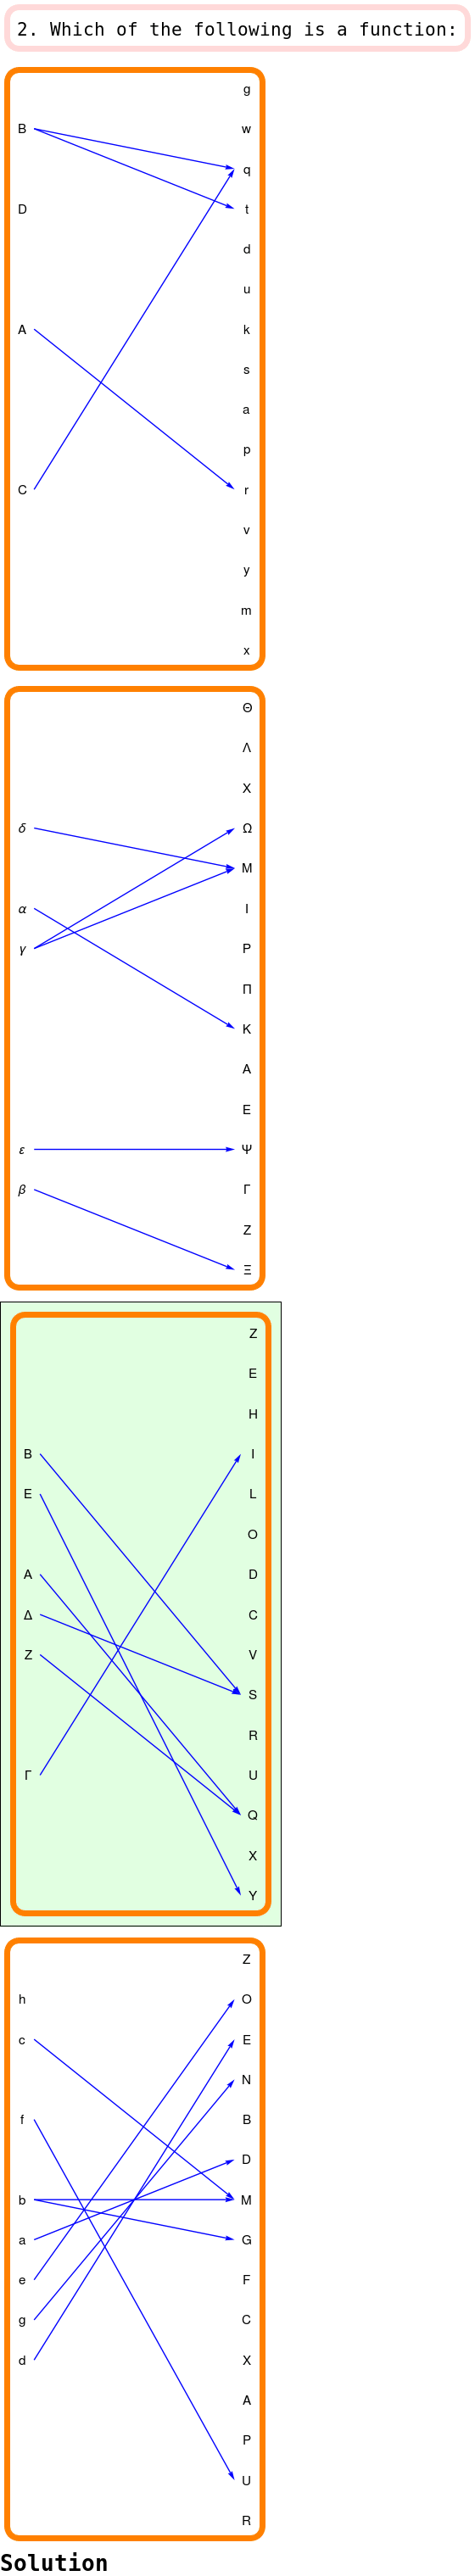 2. Which of the following is a function:
g
B w
q
D t
d
u
A k
s
a
p
C r
v
y
m
x
Θ
Λ
Χ
δ Ω
Μ
α Ι
γ Ρ
Π
Κ
Α
Ε
ε Ψ
β Γ
Ζ
Ξ
Z
E
H
Β I
Ε L
O
Α D
Δ C
Ζ V
S
R
Γ U
Q
X
Y
Z
h O
c E
N
f B
D
b M
a G
e F
g C
d X
A
P
U
R
Solution